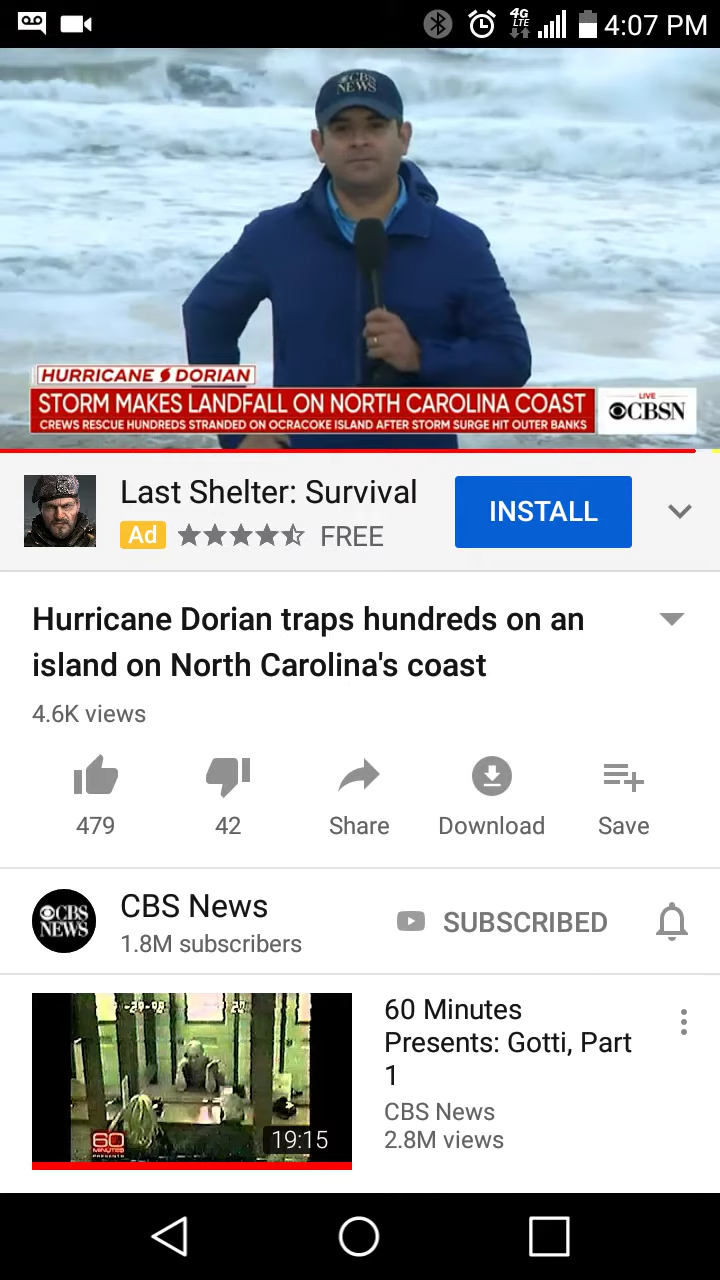 4G
LTE
4:07 PM
CBS
NEWS
HURRICANE DORIAN
STORM MAKES LANDFALL ON NORTH CAROLINA COAST
CREWS RESCUE HUNDREDS STRANDED ON OCRACOKE ISLAND AFTER STORM SURGE HIT OUTER BANKS
LIVE
CBSN
Last Shelter: Survival
Ad
FREE
INSTALL
Hurricane Dorian traps hundreds on an
island on North Carolina's coast
4.6K views
479
42
Share
Download
Save
CBS
NEWS
CBS News
1.8M subscribers
SUBSCRIBED
60 Minutes
Presents: Gotti, Part
1
CBS News
2.8M views
60
MINUTES
PRESENTS
19:15